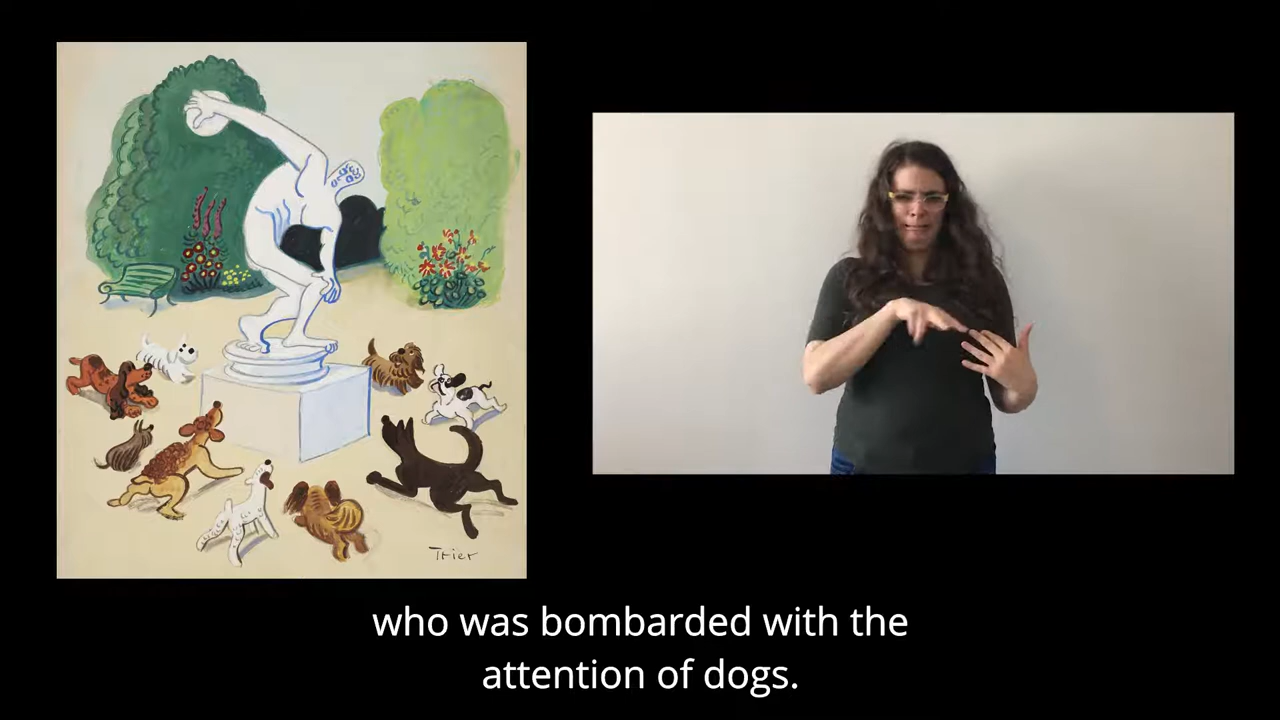 Trier
who was bombarded with the
attention of dogs.